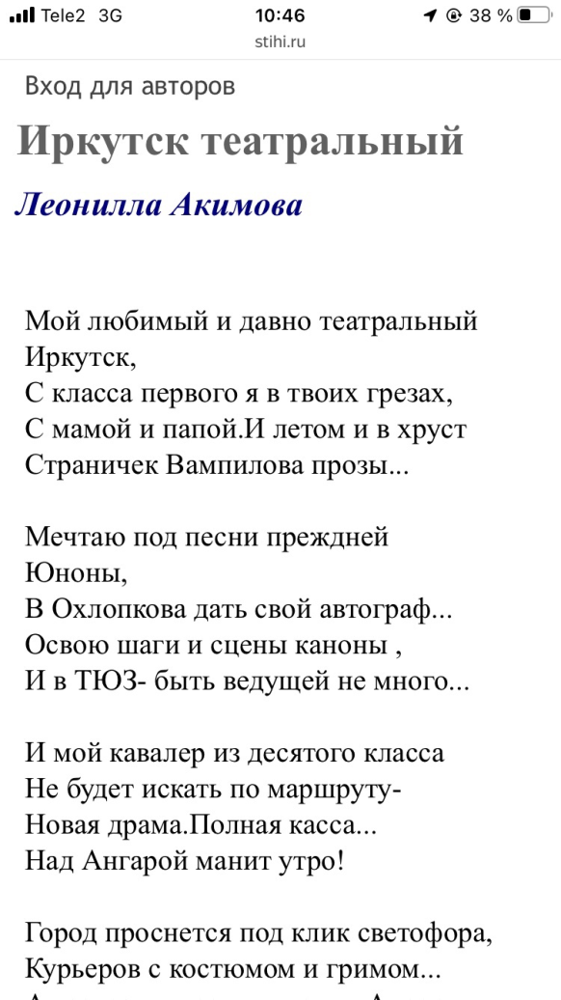 Tele2 3G 10:46 38 %
stihi.ru
Вход для авторов
Иркутск театральный
Леонилла Акимова
Мой любимый и давно театральный
Иркутск,
С класса первого я в твоих грезах,
С мамой и папой.И летом и в хруст
Страничек Вампилова прозы...
Мечтаю под песни преждней
Юноны,
В Охлопкова дать свой автограф...
Освою шаги и сцены каноны ,
И в ТЮЗ- быть ведущей не много...
И мой кавалер из десятого класса
Не будет искать по маршруту-
Новая драма.Полная касса...
Над Ангарой манит утро!
Город проснется под клик светофора,
Курьеров с костюмом и гримом...